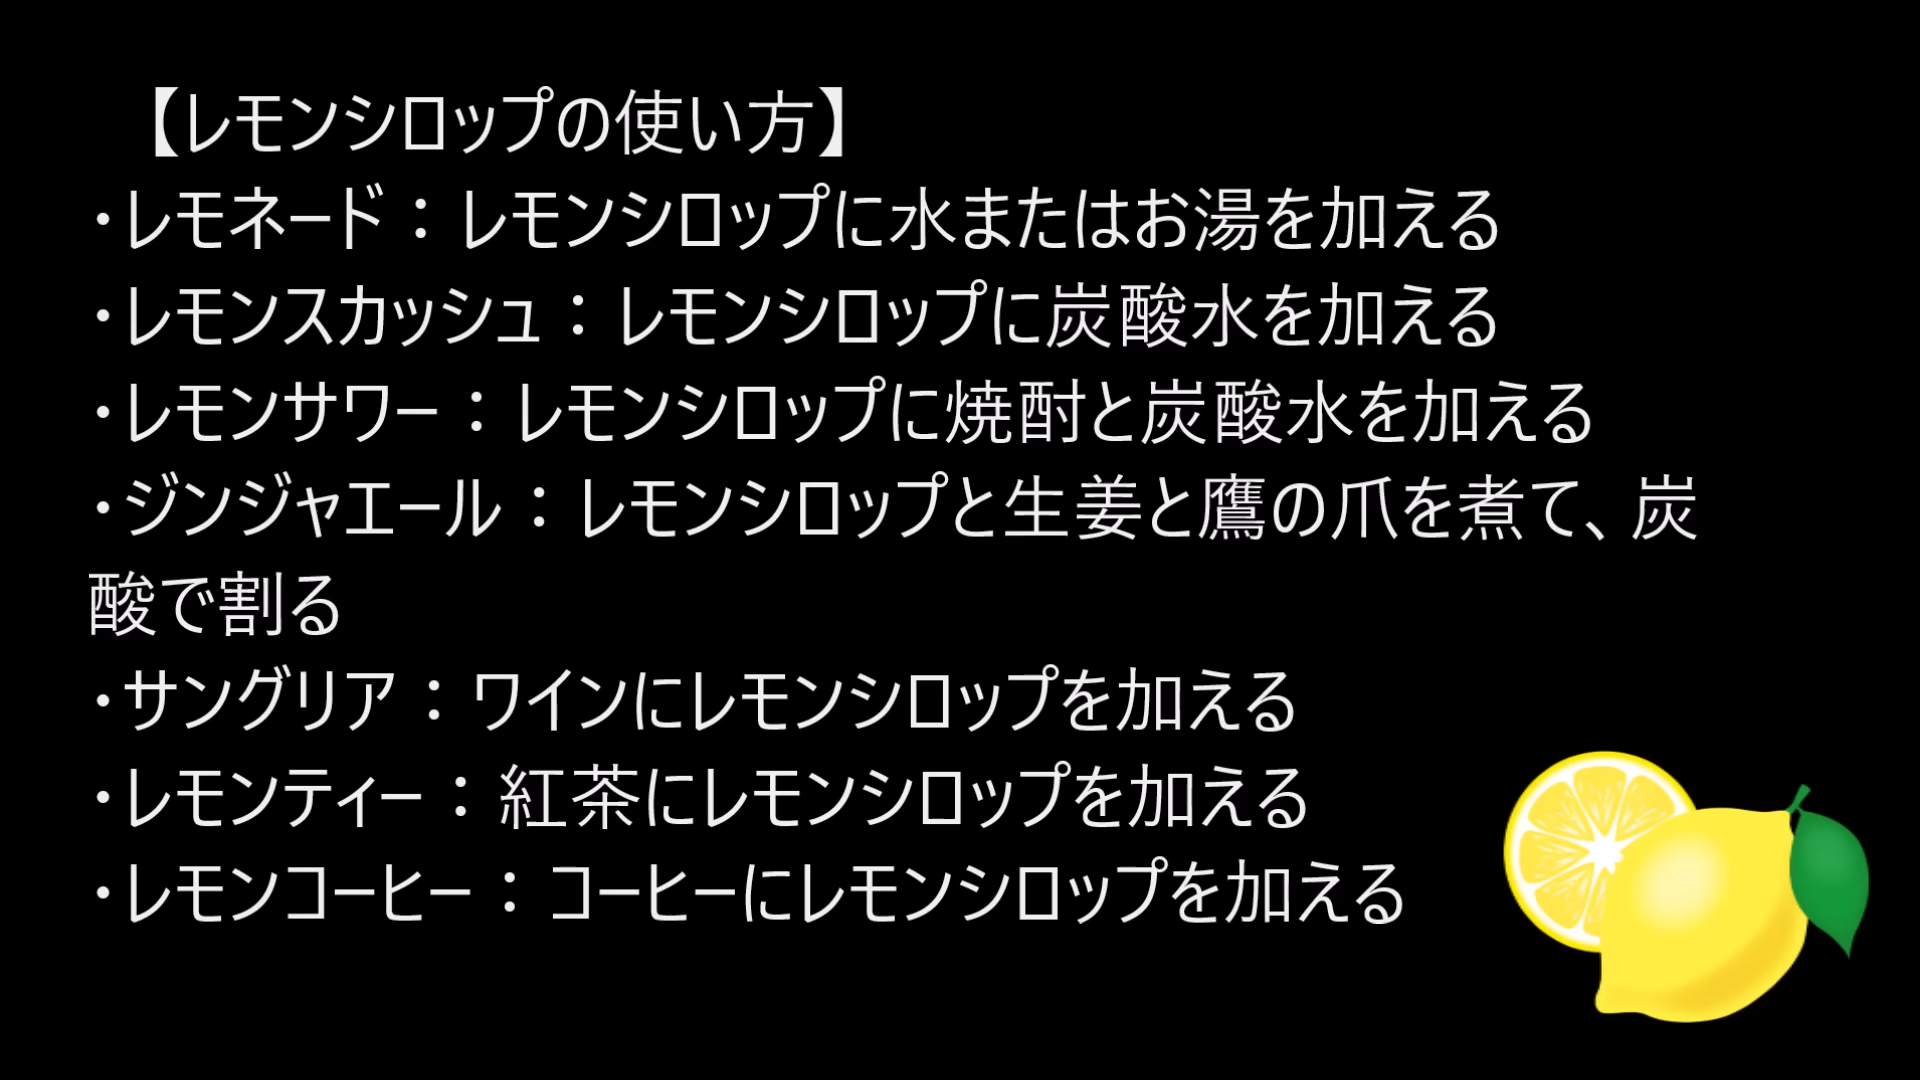 【レモンシロップの使い方】
・レモネード：レモンシロップに水またはお湯を加える
・レモンスカッシュ：レモンシロップに炭酸水を加える
・レモンサワー：レモンシロップに焼酎と炭酸水を加える
・ジンジャエール：レモンシロップと生姜と鷹の爪を煮て、炭
酸で割る
・サングリア：ワインにレモンシロップを加える
・レモンティー：紅茶にレモンシロップを加える
・レモンコーヒー：コーヒーにレモンシロップを加える